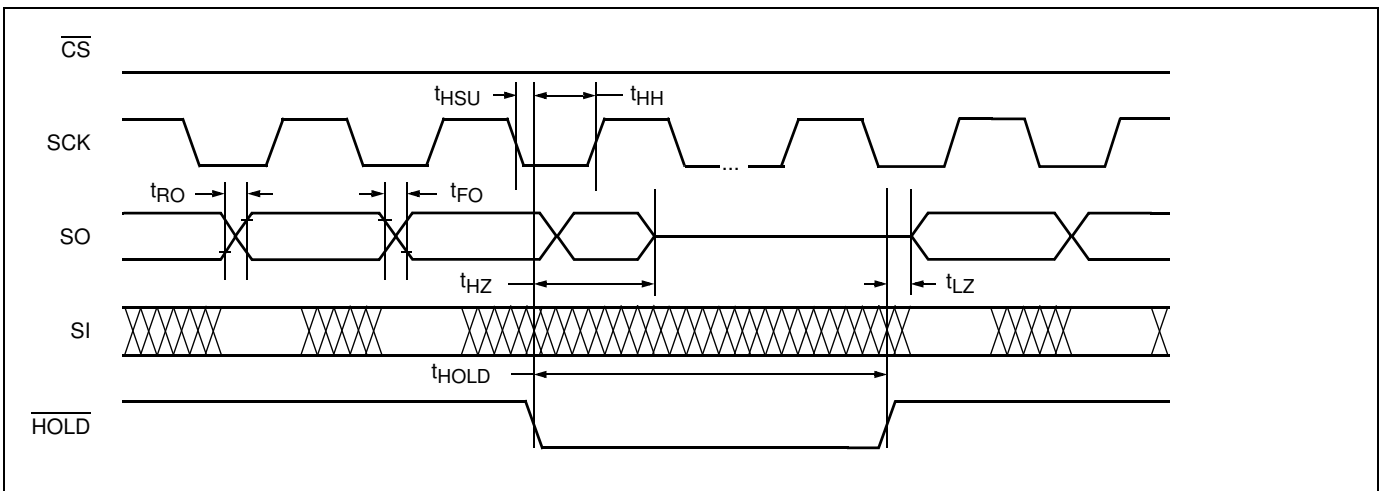 CS
tHSU
tHH
SCK
...
tRO
tFO
SO
tHZ
tLZ
SI
tHOLD
HOLD